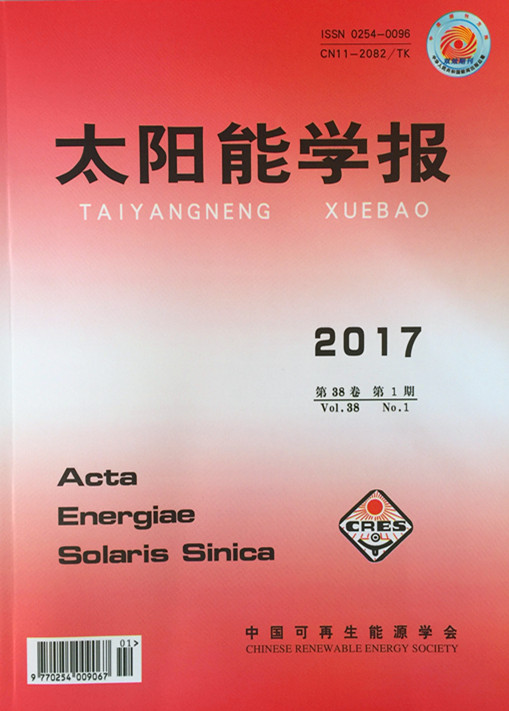 ISSN 0254-0096
CN11-2082/TK
太阳能学报
TAIYANGNENG XUEBAO
2017
第38卷 第1期
Vol.38 No.1
Acta
Energiae
Solaris Sinica
CRES
中国可再生能源学会
CHINESE RENEWABLE ENERGY SOCIETY
01>
9 770254 009067